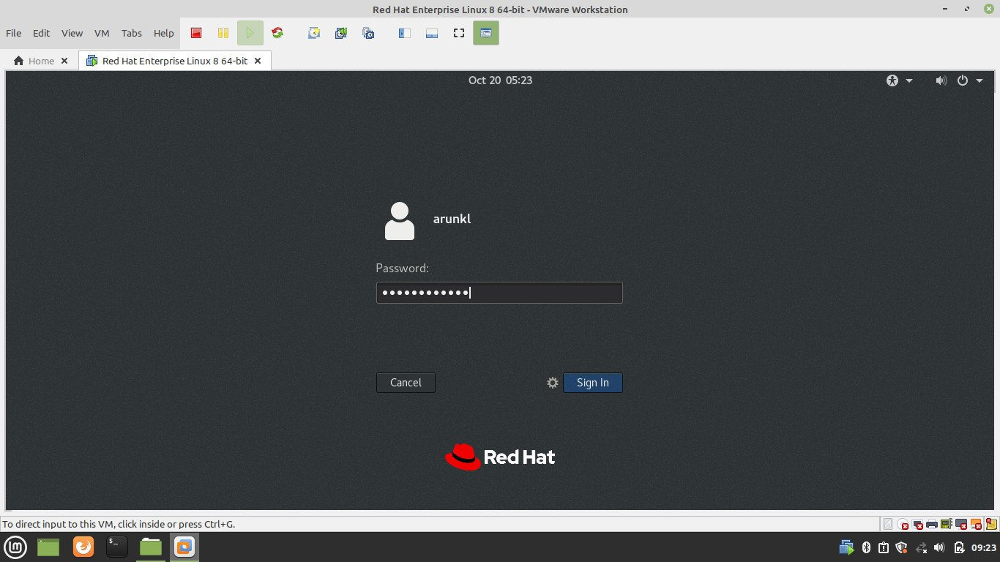 Red Hat Enterprise Linux 8 64-bit - VMware Workstation
File Edit View VM Tabs Help
Home Red Hat Enterprise Linux 8 64-bit
Oct 20 05:23
arunkl
Password:
Cancel Sign In
Red Hat
To direct input to this VM, click inside or press Ctrl+G.
09:23